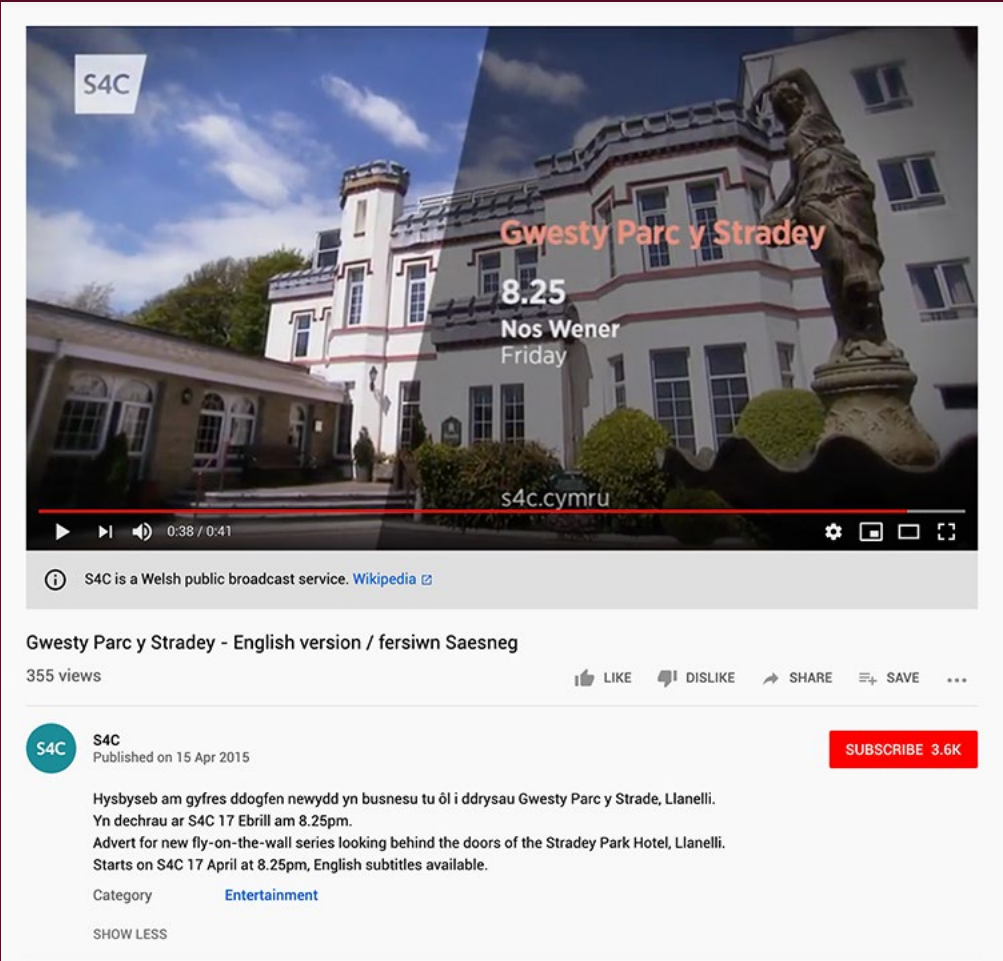 S4C
Gwesty Parc y Stradey
8.25
Nos Wener
Friday
s4c.cymru
0:38 / 0:41
S4C is a Welsh public broadcast service. Wikipedia
Gwesty Parc y Stradey - English version / fersiwn Saesneg
355 views
LIKE DISLIKE SHARE SAVE
S4C
S4C
Published on 15 Apr 2015
SUBSCRIBE 3.6K
Hysbyseb am gyfres ddogfen newydd yn busnesu tu ôl i ddrysau Gwesty Parc y Strade, Llanelli.
Yn dechrau ar S4C 17 Ebrill am 8.25pm.
Advert for new fly-on-the-wall series looking behind the doors of the Stradey Park Hotel, Llanelli.
Starts on S4C 17 April at 8.25pm, English subtitles available.
Category Entertainment
SHOW LESS